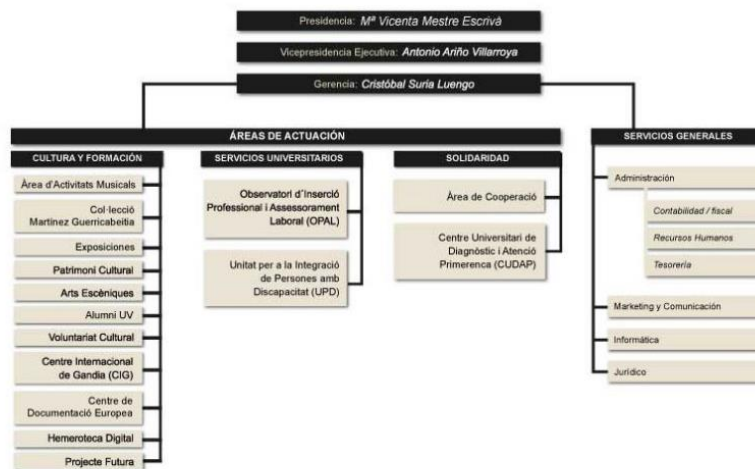 Presidencia: Mª Vicenta Mestre Escrivà
Vicepresidencia Ejecutiva: Antonio Ariño Villarroya
Gerencia: Cristóbal Suria Luengo
ÁREAS DE ACTUACIÓN
CULTURA Y FORMACIÓN
Àrea d'Activitats Musicals
Col·lecció
Martínez Guerricabeitia
Exposiciones
Patrimoni Cultural
Arts Escèniques
Alumni UV
Voluntariat Cultural
Centre Internacional
de Gandia (CIG)
Centre de
Documentació Europea
Hemeroteca Digital
Projecte Futura
SERVICIOS UNIVERSITARIOS
Observatori d´Inserció
Professional i Assessorament
Laboral (OPAL)
Unitat per a la Integració
de Persones amb
Discapacitat (UPD)
SOLIDARIDAD
Àrea de Cooperació
Centre Universitari de
Diagnòstic i Atenció
Primerenca (CUDAP)
SERVICIOS GENERALES
Administración
Contabilidad / fiscal
Recursos Humanos
Tesorería
Marketing y Comunicación
Informática
Jurídico